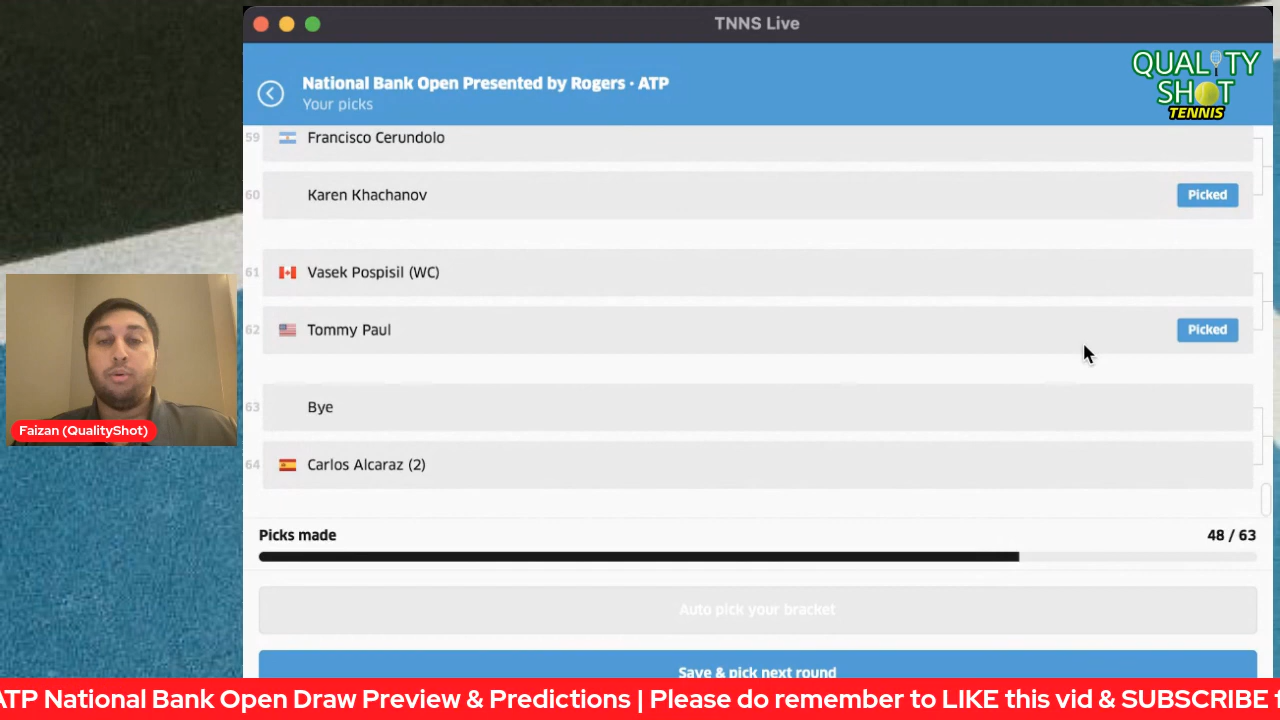 TNNS Live
National Bank Open Presented by Rogers · ATP
Your picks
QUALITY
SHOT
TENNIS
59 Francisco Cerundolo
60 Karen Khachanov Picked
61 Vasek Pospisil (WC)
62 Tommy Paul Picked
63 Bye
64 Carlos Alcaraz (2)
Faizan (QualityShot)
Picks made 48 / 63
Auto pick your bracket
Save & pick next round
ATP National Bank Open Draw Preview & Predictions | Please do remember to LIKE this vid & SUBSCRIBE